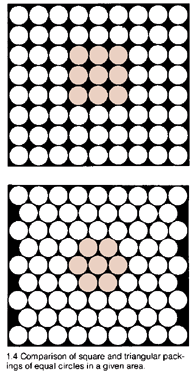 1.4 Comparison of square and triangular pack-
ings of equal circles in a given area.